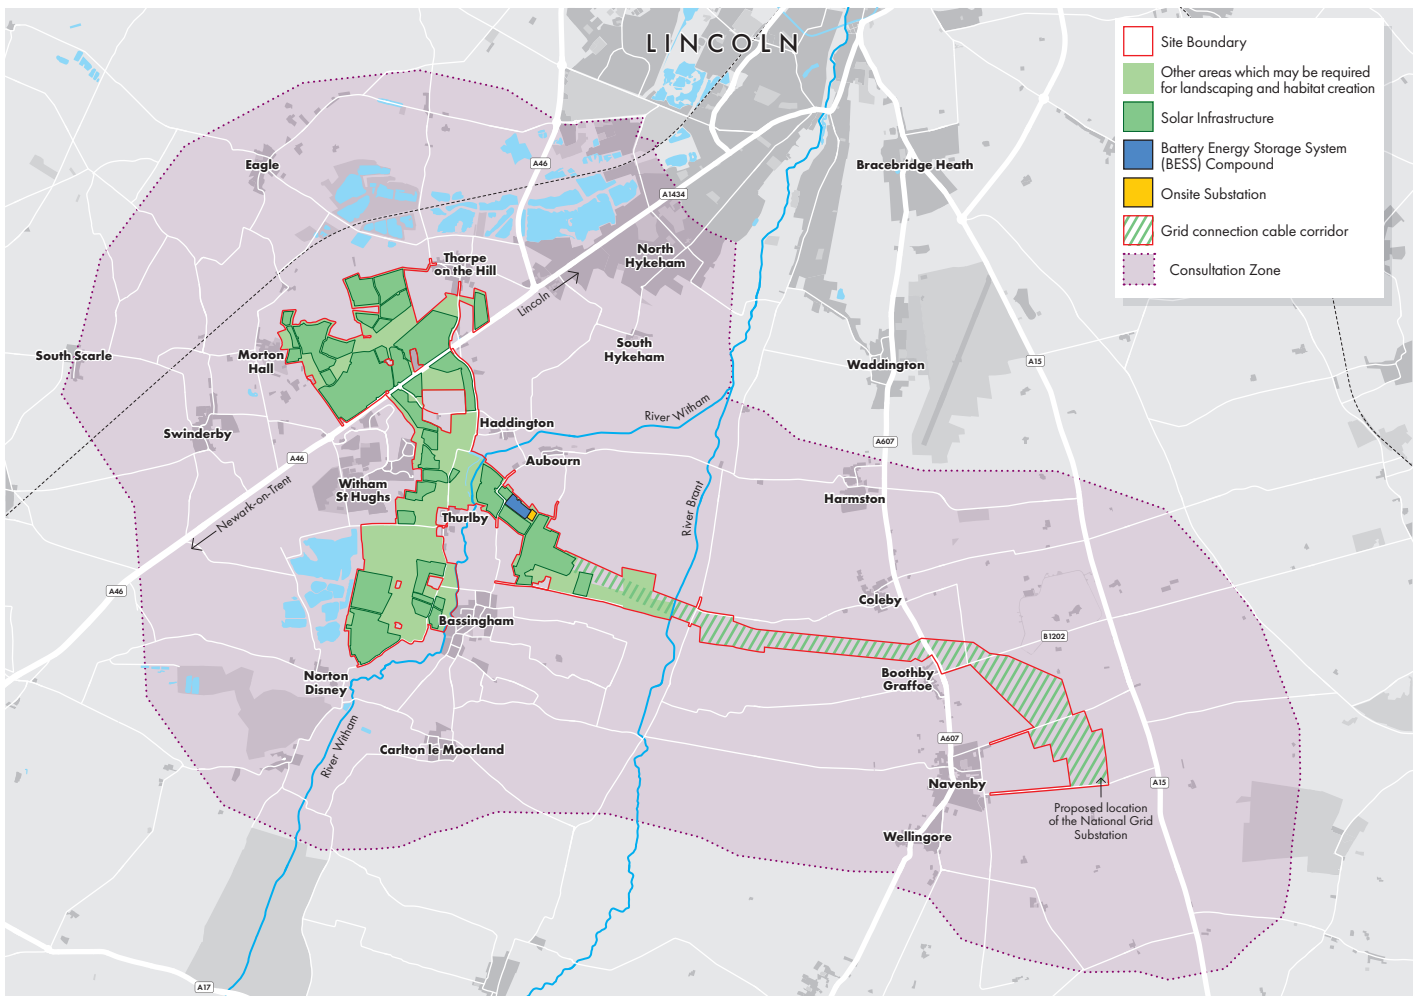 LINCOLN
Site Boundary
Other areas which may be required
for landscaping and habitat creation
Solar Infrastructure
Battery Energy Storage System
(BESS) Compound
Onsite Substation
Grid connection cable corridor
Consultation Zone
Eagle
A46
Bracebridge Heath
A1434
North
Hykeham
Thorpe
on the Hill
Lincoln
South
Hykeham
South Scarle
Morton
Hall
Waddington
A15
River Witham
Haddington
Swinderby
A607
A46
Aubourn
Witham
St Hughs
Harmston
Newark-on-Trent
Thurlby
River Brant
A46
Coleby
Bassingham
B1202
Norton
Disney
Boothby
Graffoe
River Witham
Carlton le Moorland
A607
Navenby
A15
Proposed location
of the National Grid
Substation
Wellingore
A17